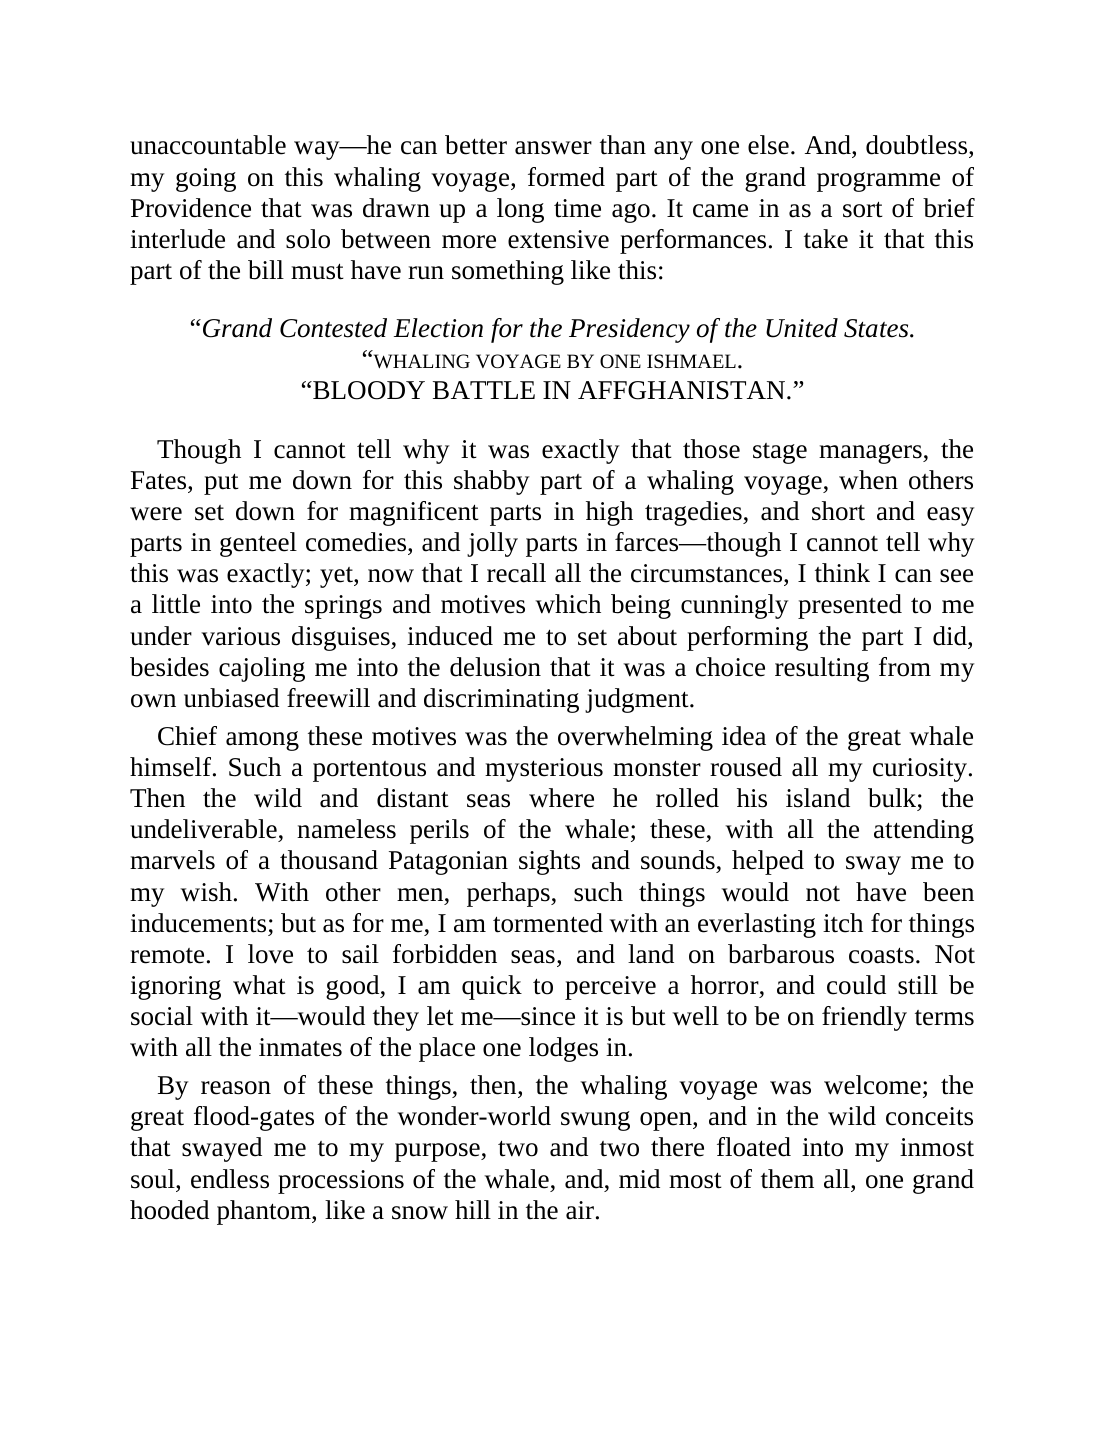 unaccountable way—he can better answer than any one else. And, doubtless,
my going on this whaling voyage, formed part of the grand programme of
Providence that was drawn up a long time ago. It came in as a sort of brief
interlude and solo between more extensive performances. I take it that this
part of the bill must have run something like this:
“Grand Contested Election for the Presidency of the United States.
“WHALING VOYAGE BY ONE ISHMAEL.
“BLOODY BATTLE IN AFFGHANISTAN.”
Though I cannot tell why it was exactly that those stage managers, the
Fates, put me down for this shabby part of a whaling voyage, when others
were set down for magnificent parts in high tragedies, and short and easy
parts in genteel comedies, and jolly parts in farces—though I cannot tell why
this was exactly; yet, now that I recall all the circumstances, I think I can see
a little into the springs and motives which being cunningly presented to me
under various disguises, induced me to set about performing the part I did,
besides cajoling me into the delusion that it was a choice resulting from my
own unbiased freewill and discriminating judgment.
Chief among these motives was the overwhelming idea of the great whale
himself. Such a portentous and mysterious monster roused all my curiosity.
Then the wild and distant seas where he rolled his island bulk; the
undeliverable, nameless perils of the whale; these, with all the attending
marvels of a thousand Patagonian sights and sounds, helped to sway me to
my wish. With other men, perhaps, such things would not have been
inducements; but as for me, I am tormented with an everlasting itch for things
remote. I love to sail forbidden seas, and land on barbarous coasts. Not
ignoring what is good, I am quick to perceive a horror, and could still be
social with it—would they let me—since it is but well to be on friendly terms
with all the inmates of the place one lodges in.
By reason of these things, then, the whaling voyage was welcome; the
great flood-gates of the wonder-world swung open, and in the wild conceits
that swayed me to my purpose, two and two there floated into my inmost
soul, endless processions of the whale, and, mid most of them all, one grand
hooded phantom, like a snow hill in the air.